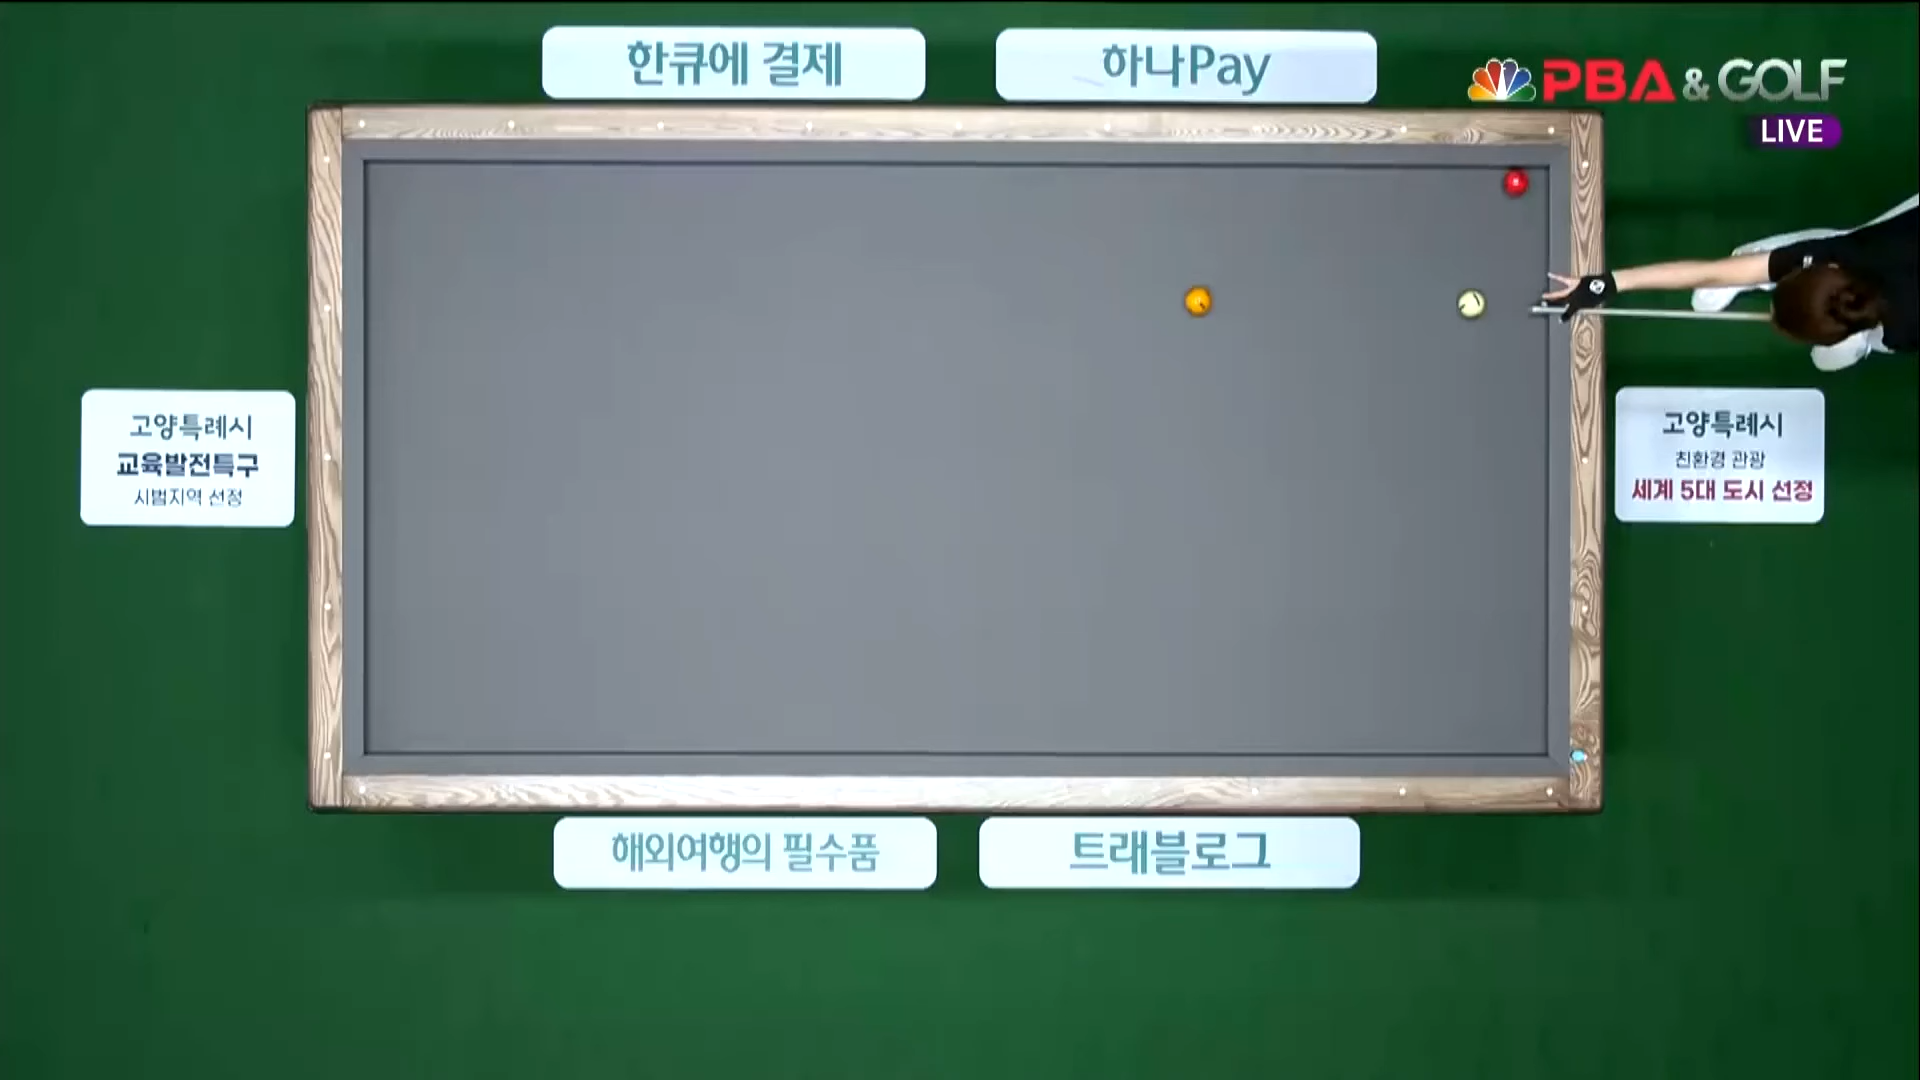 한큐에 결제
하나Pay
PBA & GOLF
LIVE
고양특례시
교육발전특구
시범지역 선정
고양특례시
친환경 관광
세계 5대 도시 선정
해외여행의 필수품
트래블로그